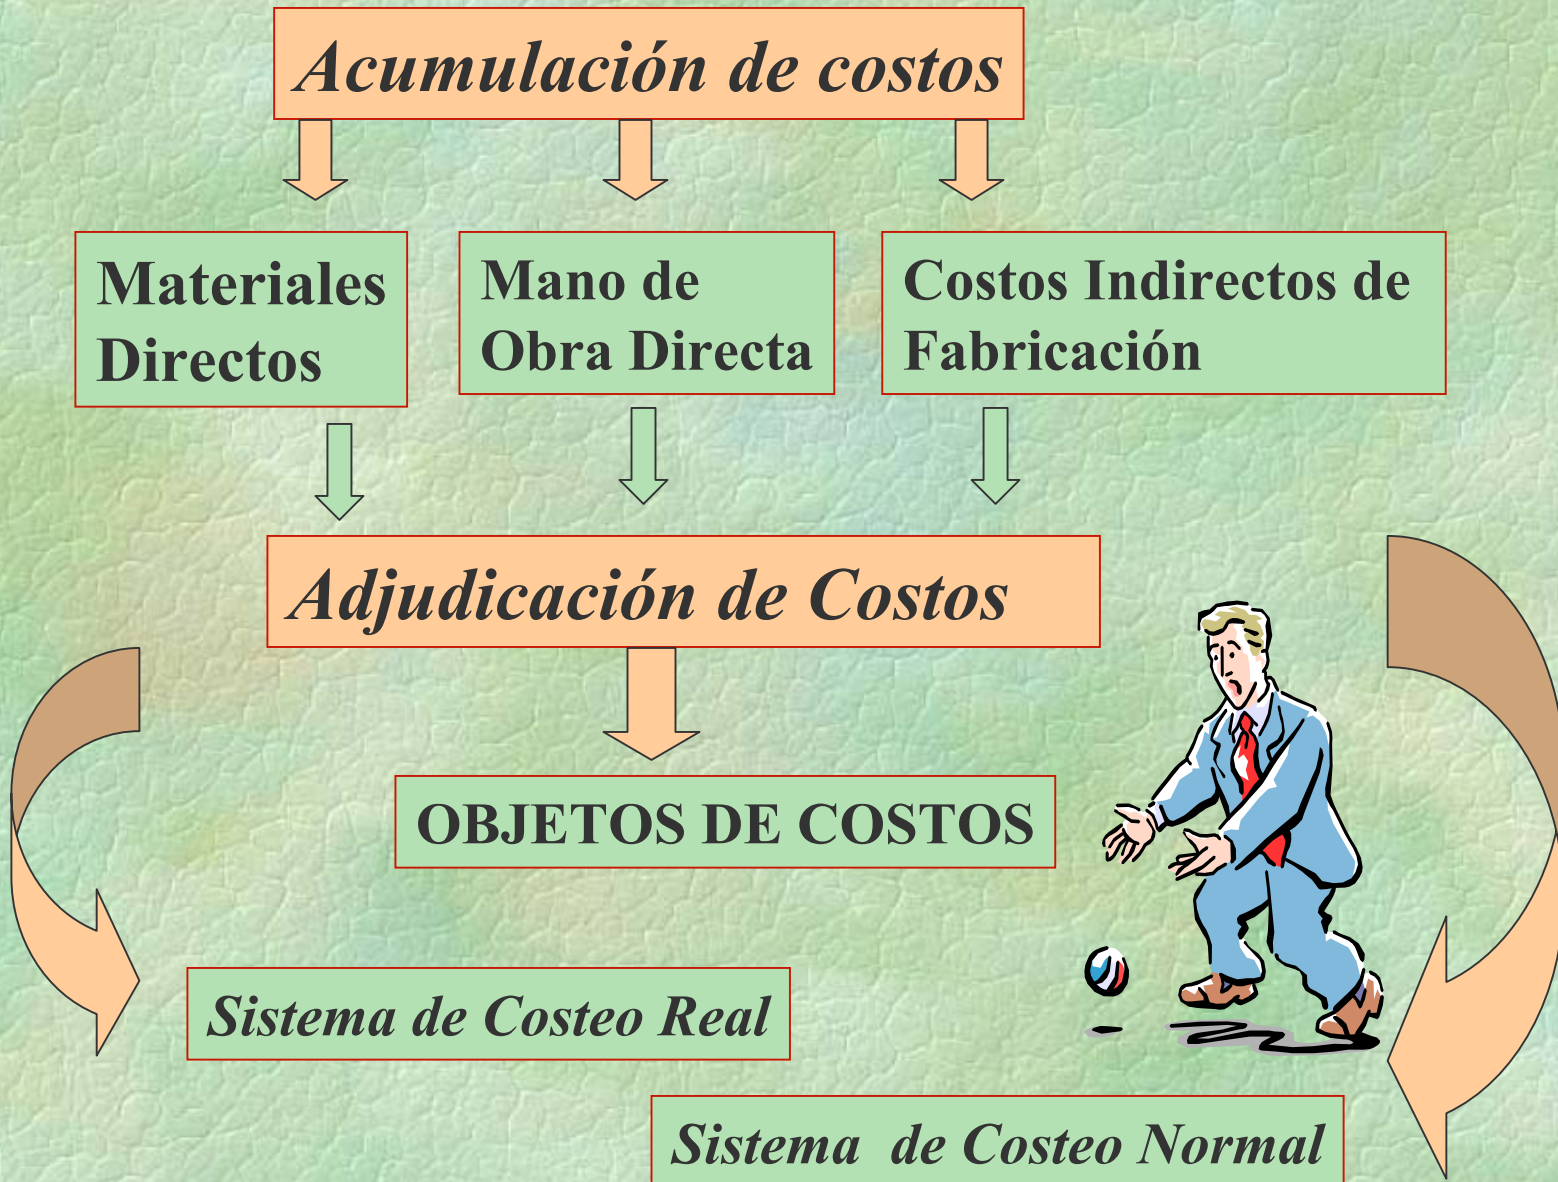 Acumulación de costos
Materiales
Directos
Mano de
Obra Directa
Costos Indirectos de
Fabricación
Adjudicación de Costos
OBJETOS DE COSTOS
Sistema de Costeo Real
Sistema de Costeo Normal